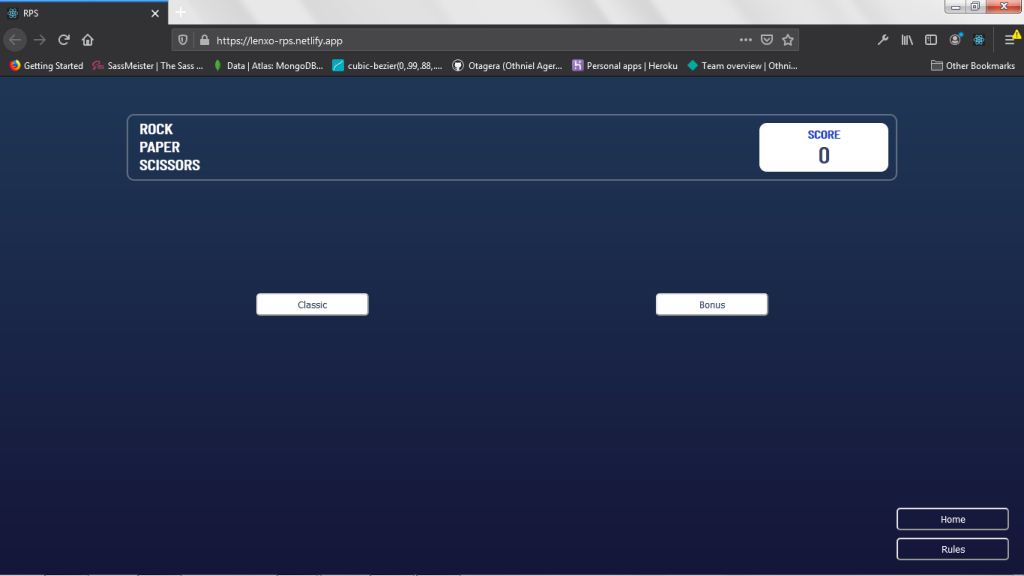 RPS
https://lenxo-rps.netlify.app
Getting Started
SassMeister | The Sass ...
Data | Atlas: MongoDB...
cubic-bezier(0,.99,.88,....
Otagera (Othniel Ager...
Personal apps | Heroku
Team overview | Othni...
Other Bookmarks
ROCK
PAPER
SCISSORS
SCORE
0
Classic
Bonus
Home
Rules